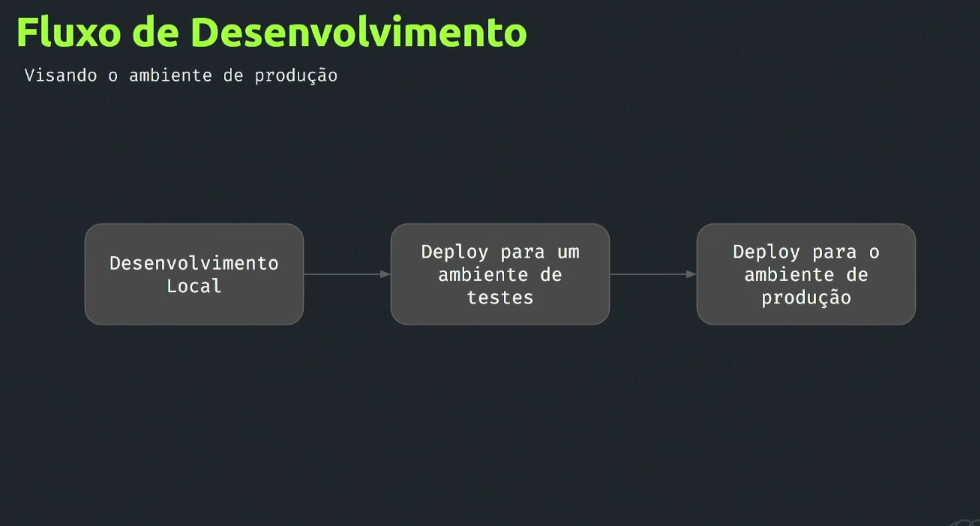 Fluxo de Desenvolvimento
Visando o ambiente de produção
Desenvolvimento
Local
Deploy para um
ambiente de
testes
Deploy para o
ambiente de
produção